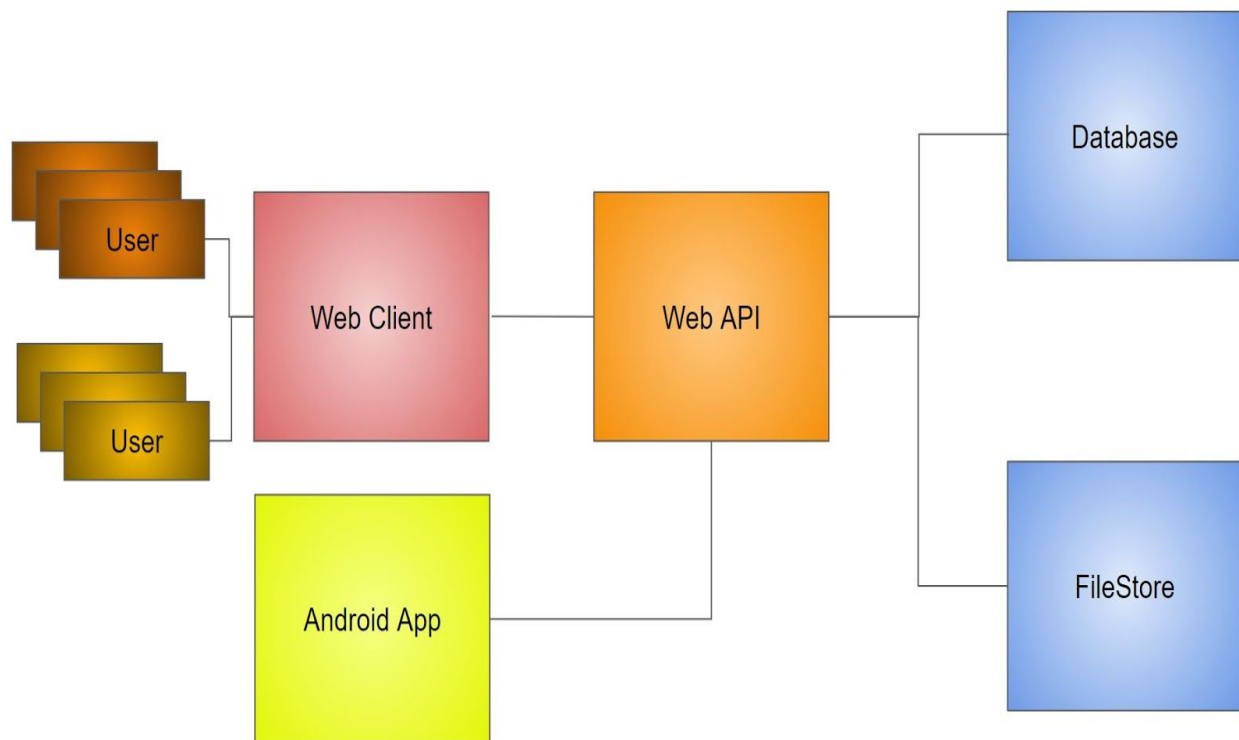 Database
User
Web Client
Web API
User
Android App
FileStore